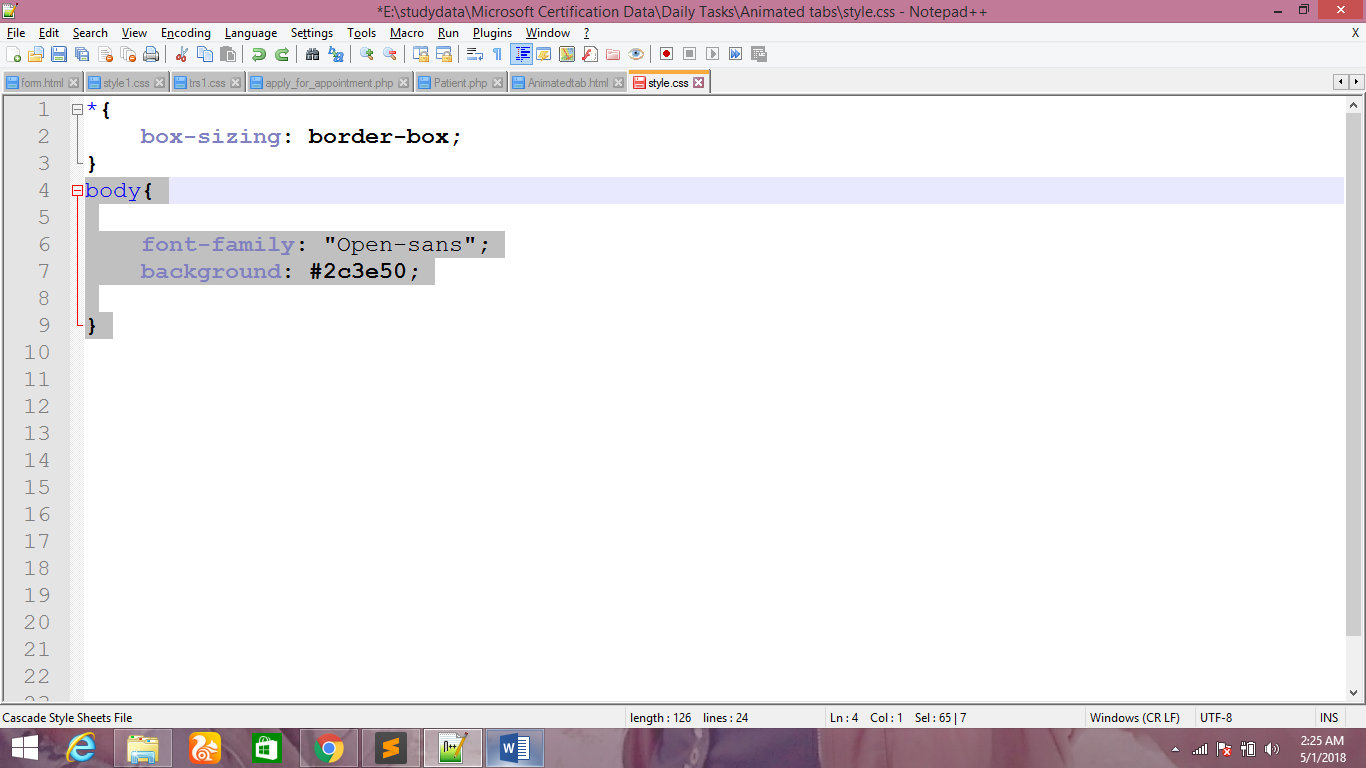 *E:\studydata\Microsoft Certification Data\Daily Tasks\Animated tabs\style.css - Notepad++
File Edit Search View Encoding Language Settings Tools Macro Run Plugins Window ? X
form.html style1.css trs1.css apply_for_appointment.php Patient.php Animatedtab.html style.css
1 *{
2 box-sizing: border-box;
3 }
4 body{
5
6 font-family: "Open-sans";
7 background: #2c3e50;
8
9 }
10
11
12
13
14
15
16
17
18
19
20
21
22
23
Cascade Style Sheets File length : 126 lines : 24 Ln : 4 Col : 1 Sel : 65 | 7 Windows (CR LF) UTF-8 INS
2:25 AM
5/1/2018